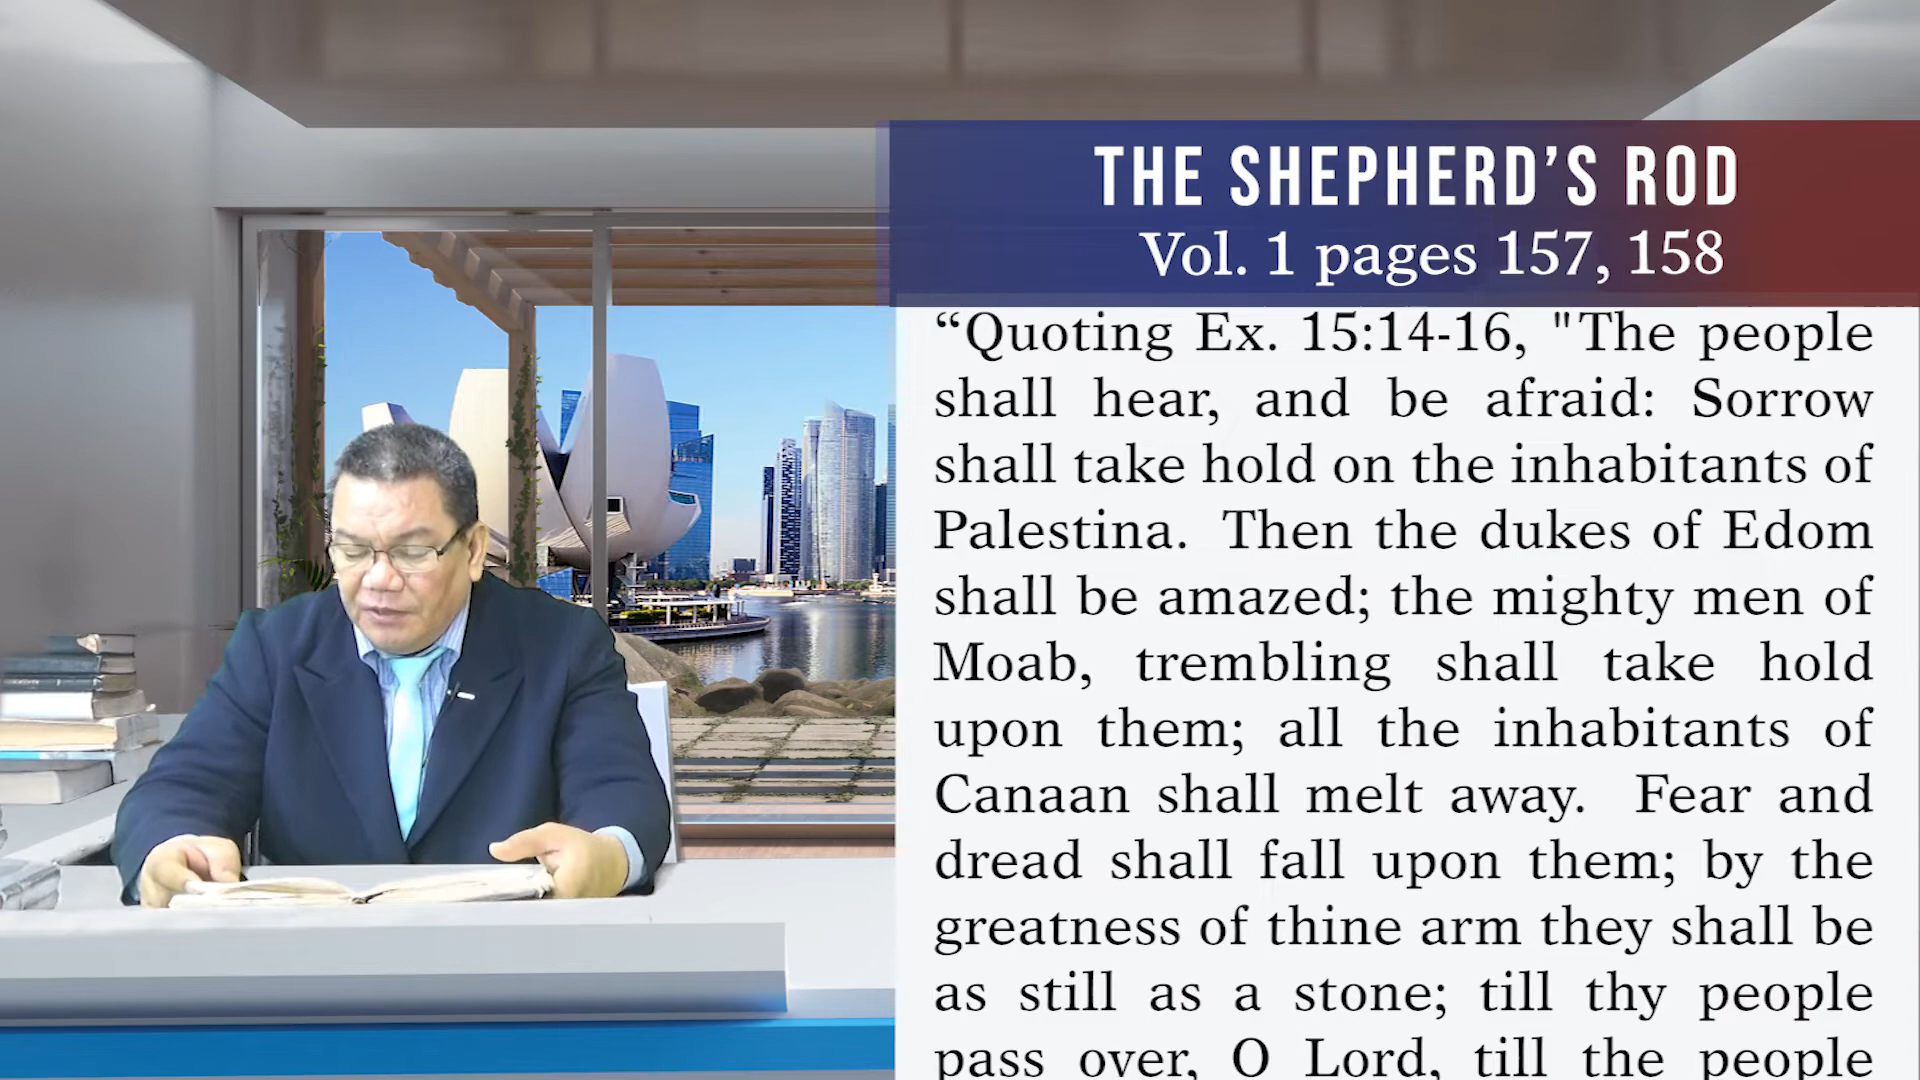 THE SHEPHERD’S ROD
Vol. 1 pages 157, 158
“Quoting Ex. 15:14-16, "The people
shall hear, and be afraid: Sorrow
shall take hold on the inhabitants of
Palestina. Then the dukes of Edom
shall be amazed; the mighty men of
Moab, trembling shall take hold
upon them; all the inhabitants of
Canaan shall melt away. Fear and
dread shall fall upon them; by the
greatness of thine arm they shall be
as still as a stone; till thy people
pass over, O Lord, till the people